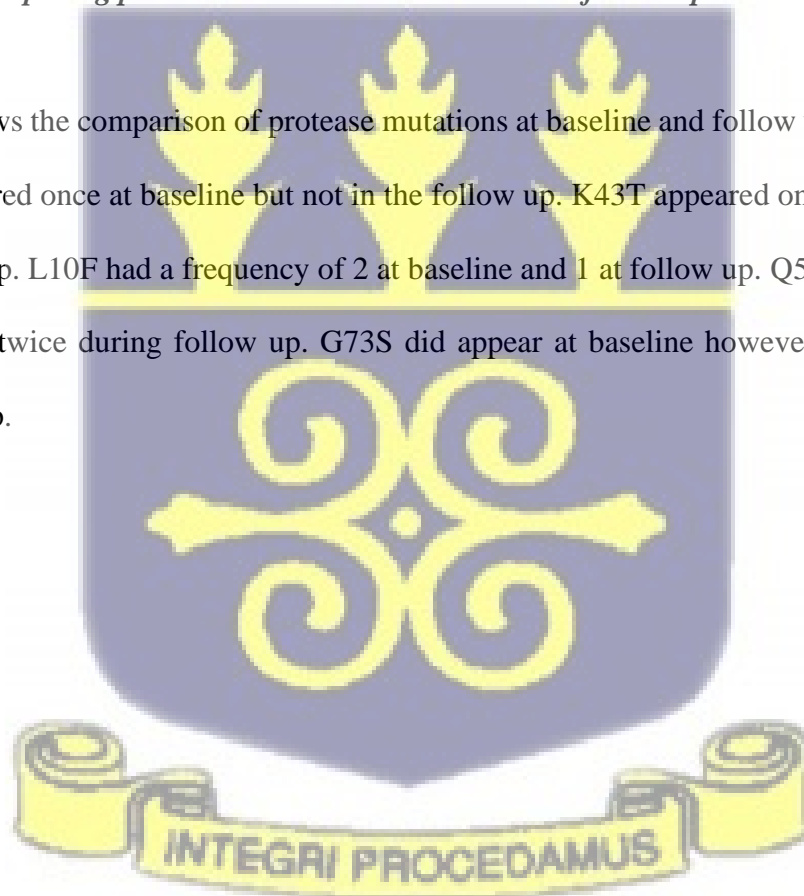 ws the comparison of protease mutations at baseline and follow
red once at baseline but not in the follow up. K43T appeared on
p. L10F had a frequency of 2 at baseline and 1 at follow up. Q5
twice during follow up. G73S did appear at baseline howeve
INTEGRI PROCEDAMUS